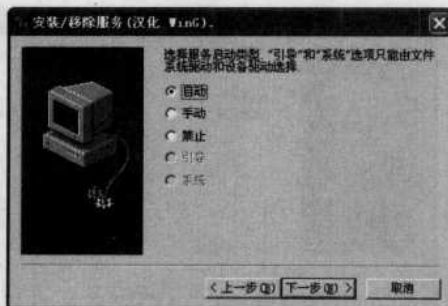 安装/移除服务(汉化 WinG)。
选择服务启动类型，"引导"和"系统"选项只能由文件
系统驱动和设备驱动选择
自动
手动
禁止
引导
系统
< 上一步(B)
下一步(N) >
取消